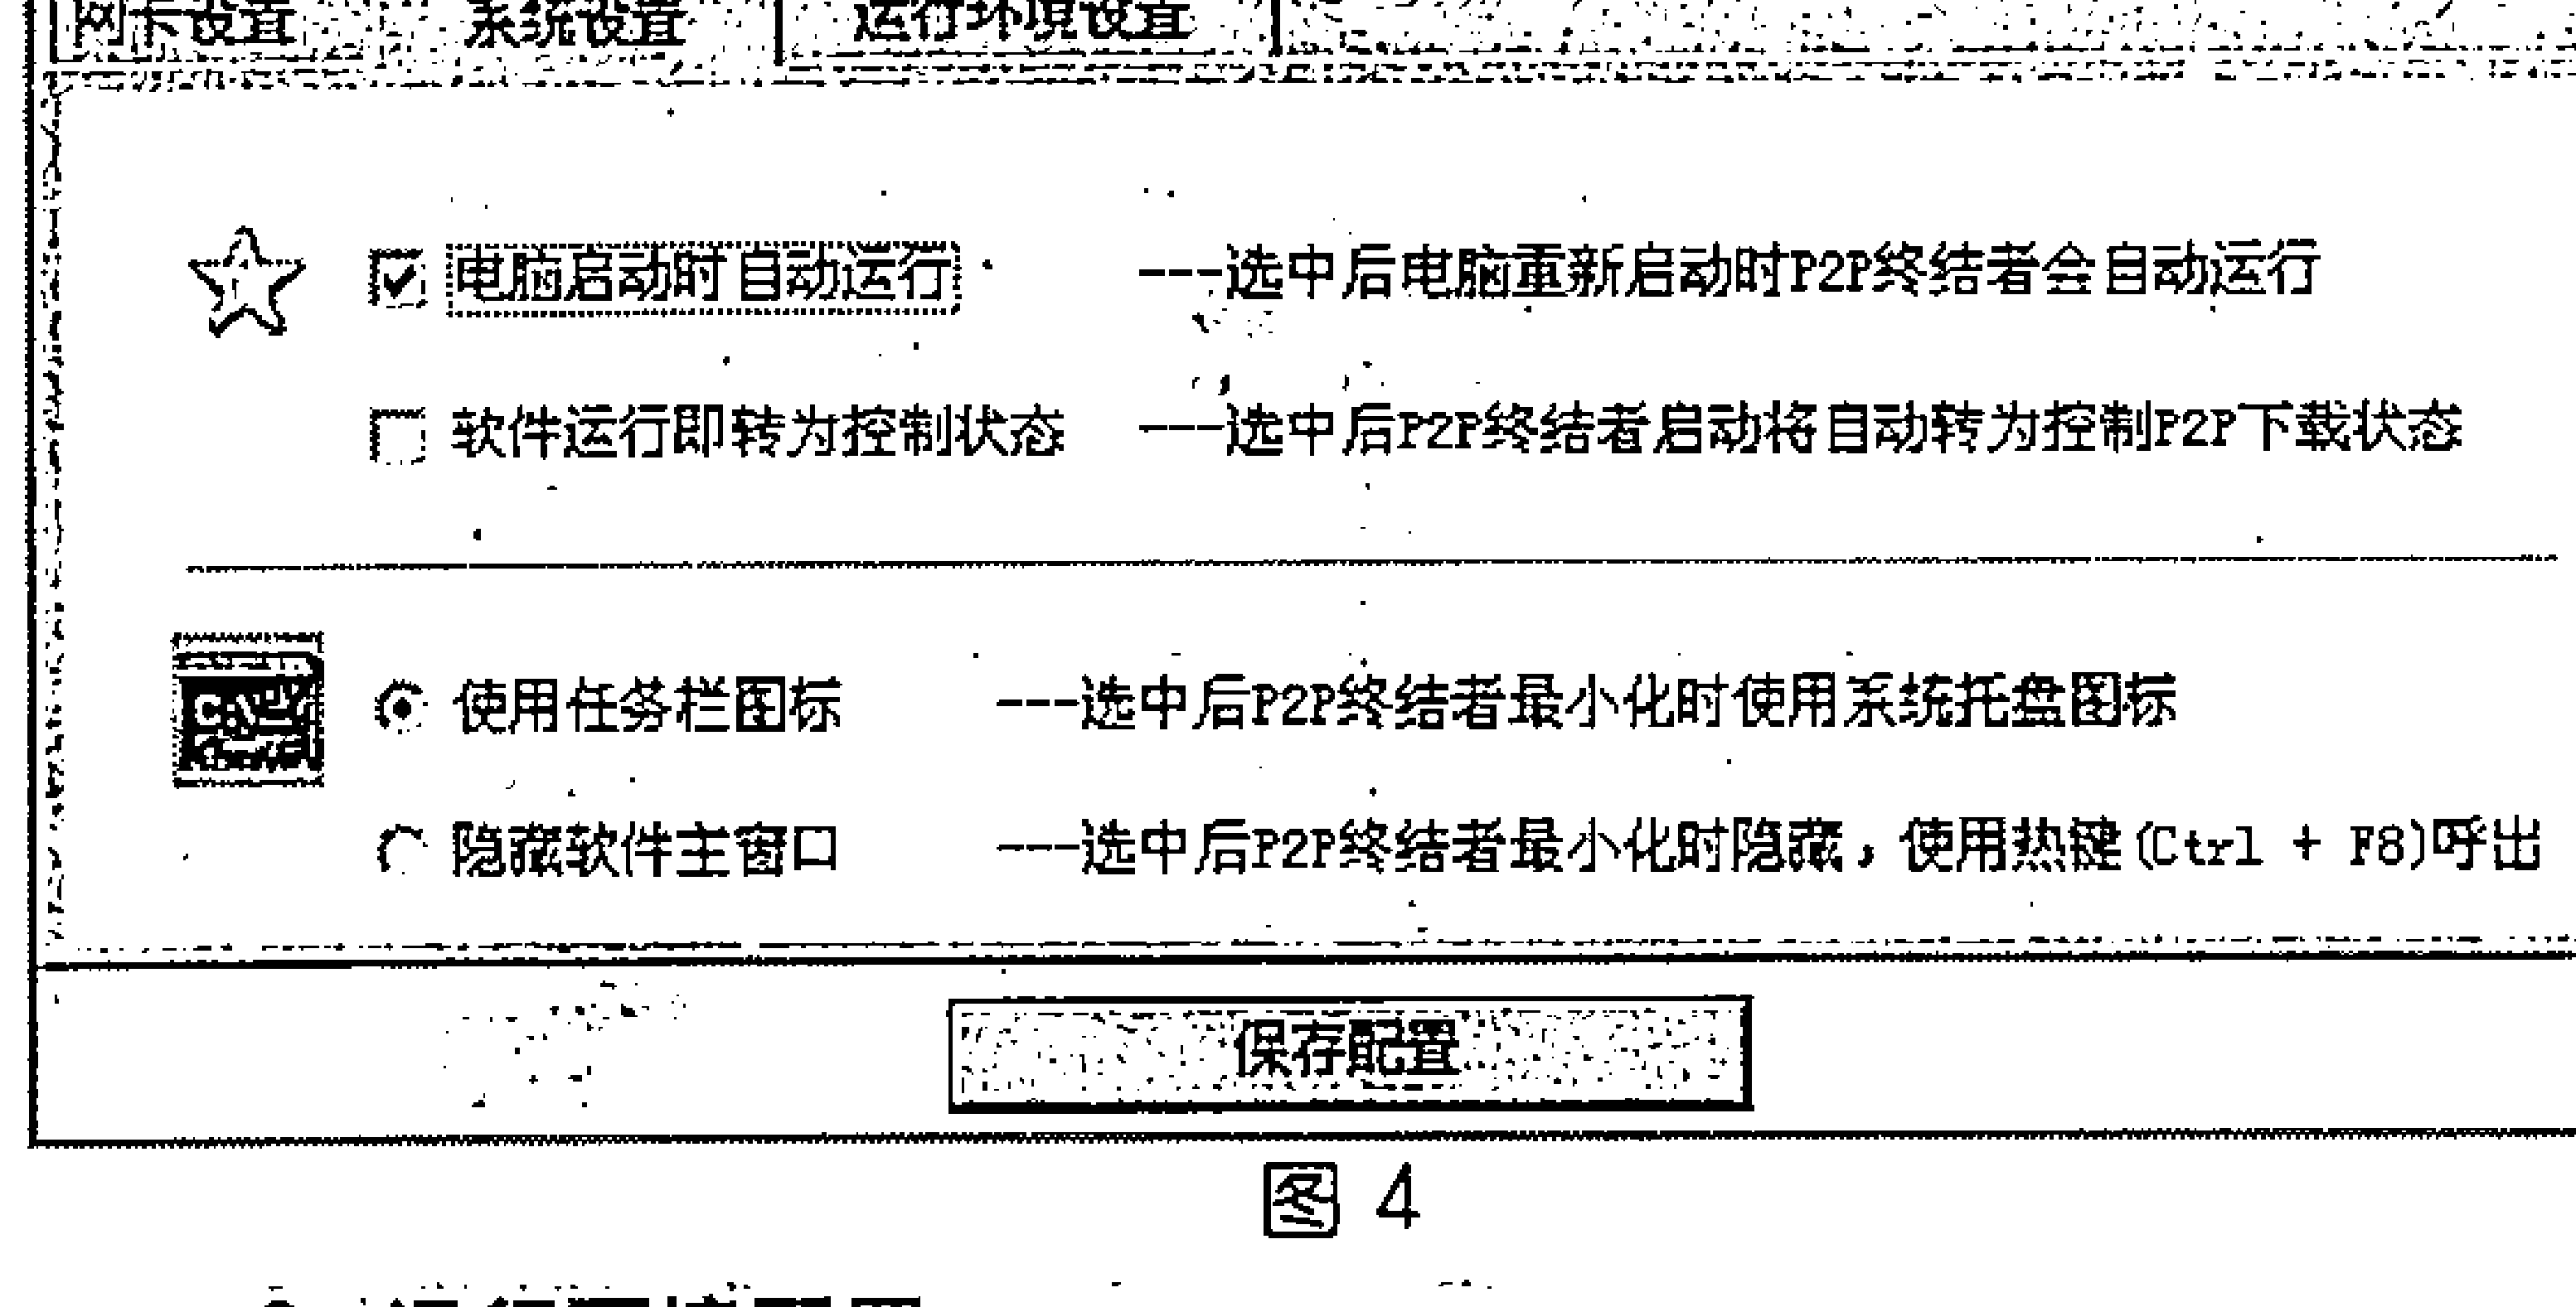 网卡设置 系统设置 运行环境设置
电脑启动时自动运行 ---选中后电脑重新启动时P2P终结者会自动运行
软件运行即转为控制状态 ---选中后P2P终结者启动将自动转为控制P2P下载状态
使用任务栏图标 ---选中后P2P终结者最小化时使用系统托盘图标
隐藏软件主窗口 ---选中后P2P终结者最小化时隐藏，使用热键(Ctrl + F8)呼出
保存配置
图 4